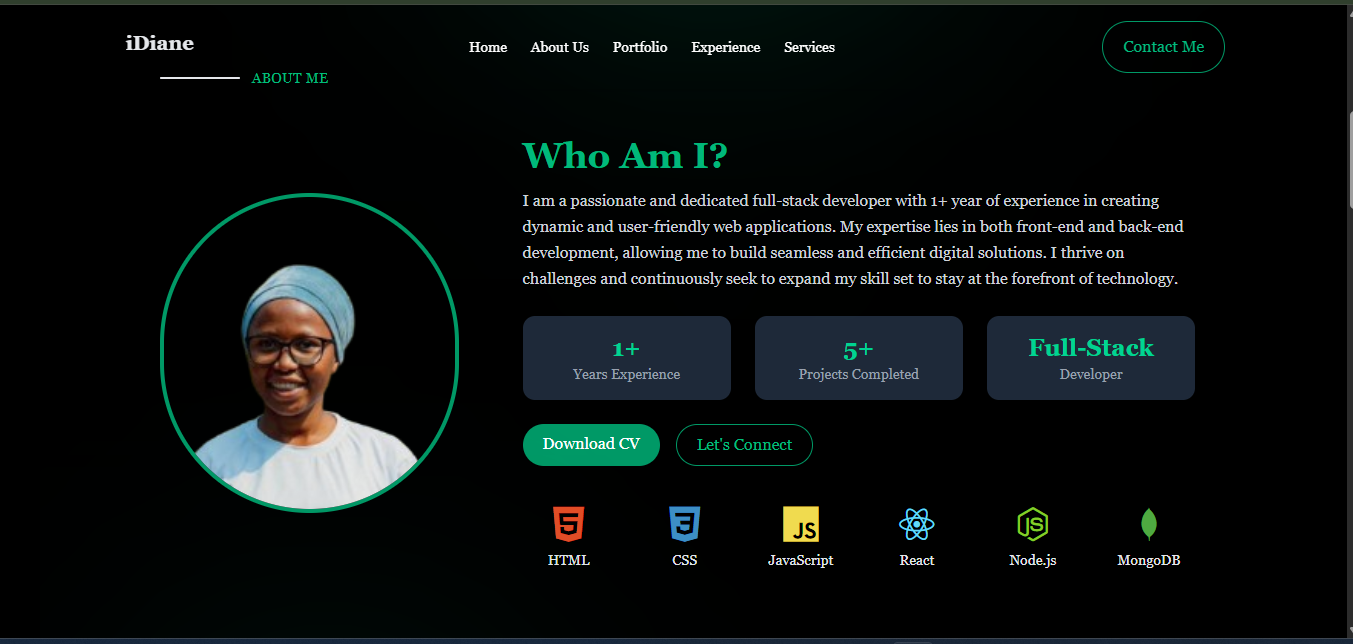 iDiane
Home About Us Portfolio Experience Services
Contact Me
ABOUT ME
Who Am I?
I am a passionate and dedicated full-stack developer with 1+ year of experience in creating
dynamic and user-friendly web applications. My expertise lies in both front-end and back-end
development, allowing me to build seamless and efficient digital solutions. I thrive on
challenges and continuously seek to expand my skill set to stay at the forefront of technology.
1+
Years Experience
5+
Projects Completed
Full-Stack
Developer
Download CV
Let's Connect
5
HTML
3
CSS
JS
JavaScript
React
JS
Node.js
MongoDB